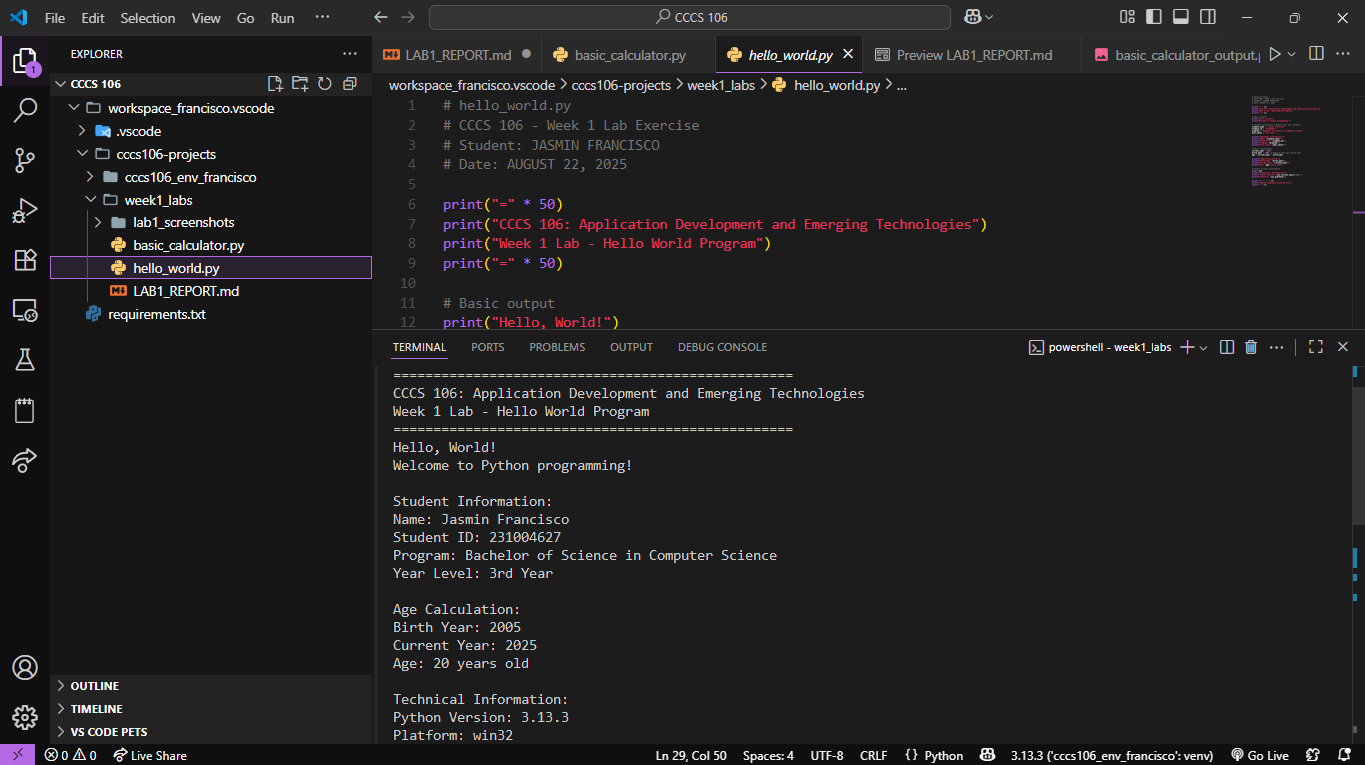 File Edit Selection View Go Run ··· CCCS 106
EXPLORER ···
CCCS 106
workspace_francisco.vscode
.vscode
cccs106-projects
cccs106_env_francisco
week1_labs
lab1_screenshots
basic_calculator.py
hello_world.py
LAB1_REPORT.md
requirements.txt
OUTLINE
TIMELINE
VS CODE PETS
1
LAB1_REPORT.md basic_calculator.py hello_world.py Preview LAB1_REPORT.md basic_calculator_output.p
workspace_francisco.vscode > cccs106-projects > week1_labs > hello_world.py > ...
1 # hello_world.py
2 # CCCS 106 - Week 1 Lab Exercise
3 # Student: JASMIN FRANCISCO
4 # Date: AUGUST 22, 2025
5
6 print("=" * 50)
7 print("CCCS 106: Application Development and Emerging Technologies")
8 print("Week 1 Lab - Hello World Program")
9 print("=" * 50)
10
11 # Basic output
12 print("Hello, World!")
TERMINAL PORTS PROBLEMS OUTPUT DEBUG CONSOLE powershell - week1_labs
==================================================
CCCS 106: Application Development and Emerging Technologies
Week 1 Lab - Hello World Program
==================================================
Hello, World!
Welcome to Python programming!
Student Information:
Name: Jasmin Francisco
Student ID: 231004627
Program: Bachelor of Science in Computer Science
Year Level: 3rd Year
Age Calculation:
Birth Year: 2005
Current Year: 2025
Age: 20 years old
Technical Information:
Python Version: 3.13.3
Platform: win32
0 0 Live Share Ln 29, Col 50 Spaces: 4 UTF-8 CRLF {} Python 3.13.3 ('cccs106_env_francisco': venv) Go Live